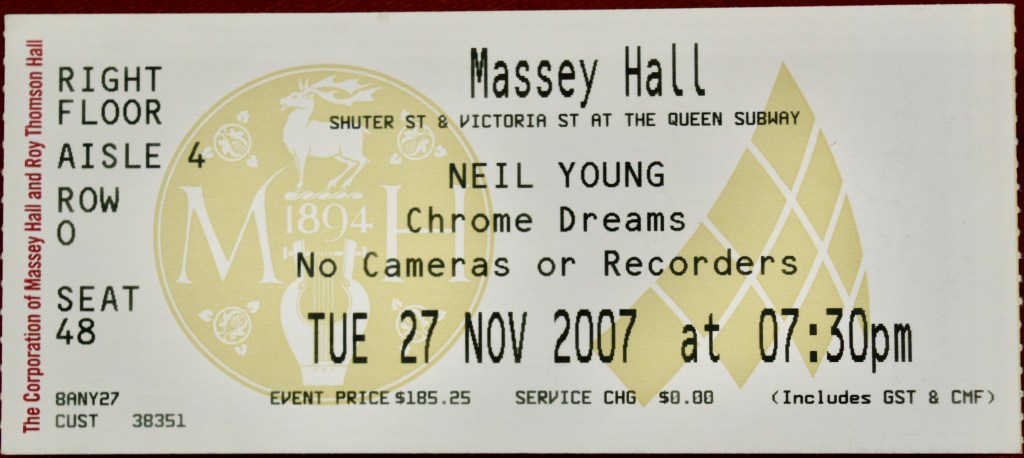 The Corporation of Massey Hall and Roy Thomson Hall
RIGHT
FLOOR
AISLE 4
ROW
O
SEAT
48
8ANY27
CUST 38351
M 1894 H
Massey Hall
SHUTER ST & VICTORIA ST AT THE QUEEN SUBWAY
NEIL YOUNG
Chrome Dreams
No Cameras or Recorders
TUE 27 NOV 2007 at 07:30pm
EVENT PRICE $185.25 SERVICE CHG $0.00 (Includes GST & CMF)